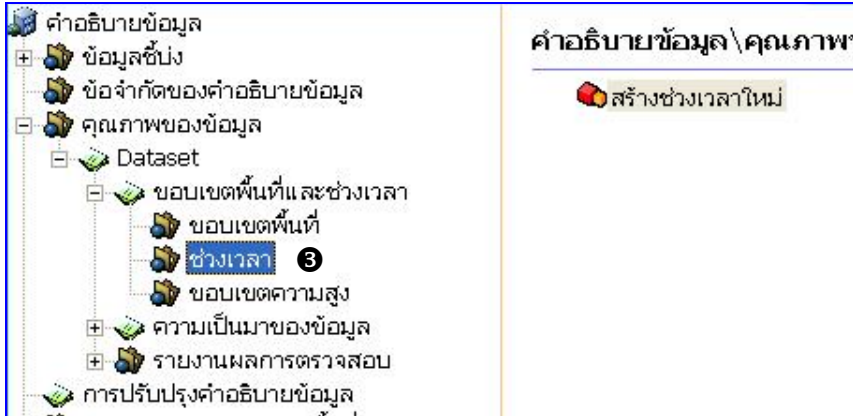 คำอธิบายข้อมูล
ข้อมูลชี้บ่ง
ข้อจำกัดของคำอธิบายข้อมูล
คุณภาพของข้อมูล
Dataset
ขอบเขตพื้นที่และช่วงเวลา
ขอบเขตพื้นที่
ช่วงเวลา ❸
ขอบเขตความสูง
ความเป็นมาของข้อมูล
รายงานผลการตรวจสอบ
การปรับปรุงคำอธิบายข้อมูล
คำอธิบายข้อมูล\คุณภาพ
สร้างช่วงเวลาใหม่